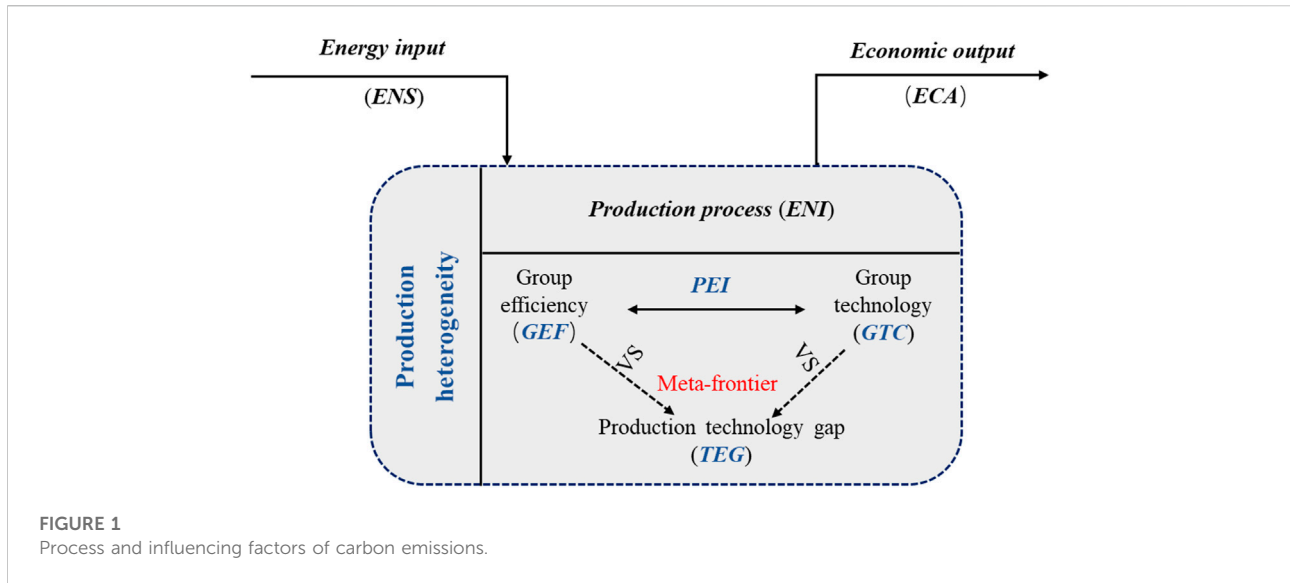 Energy input
(ENS)
Economic output
(ECA)
Production
heterogeneity
Production process (ENI)
Group
efficiency
(GEF)
PEI
Group
technology
(GTC)
VS
VS
Meta-frontier
Production technology gap
(TEG)
FIGURE 1
Process and influencing factors of carbon emissions.